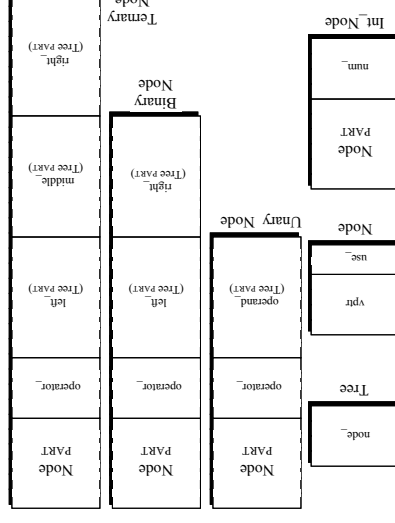 node_
Tree
vptr
use_
Node
Node
PART
num_
Int_Node
Node
PART
operator_
operand_
(Tree PART)
Unary Node
Node
PART
operator_
left_
(Tree PART)
right_
(Tree PART)
Binary
Node
Node
PART
operator_
left_
(Tree PART)
middle_
(Tree PART)
right_
(Tree PART)
Ternary
Node